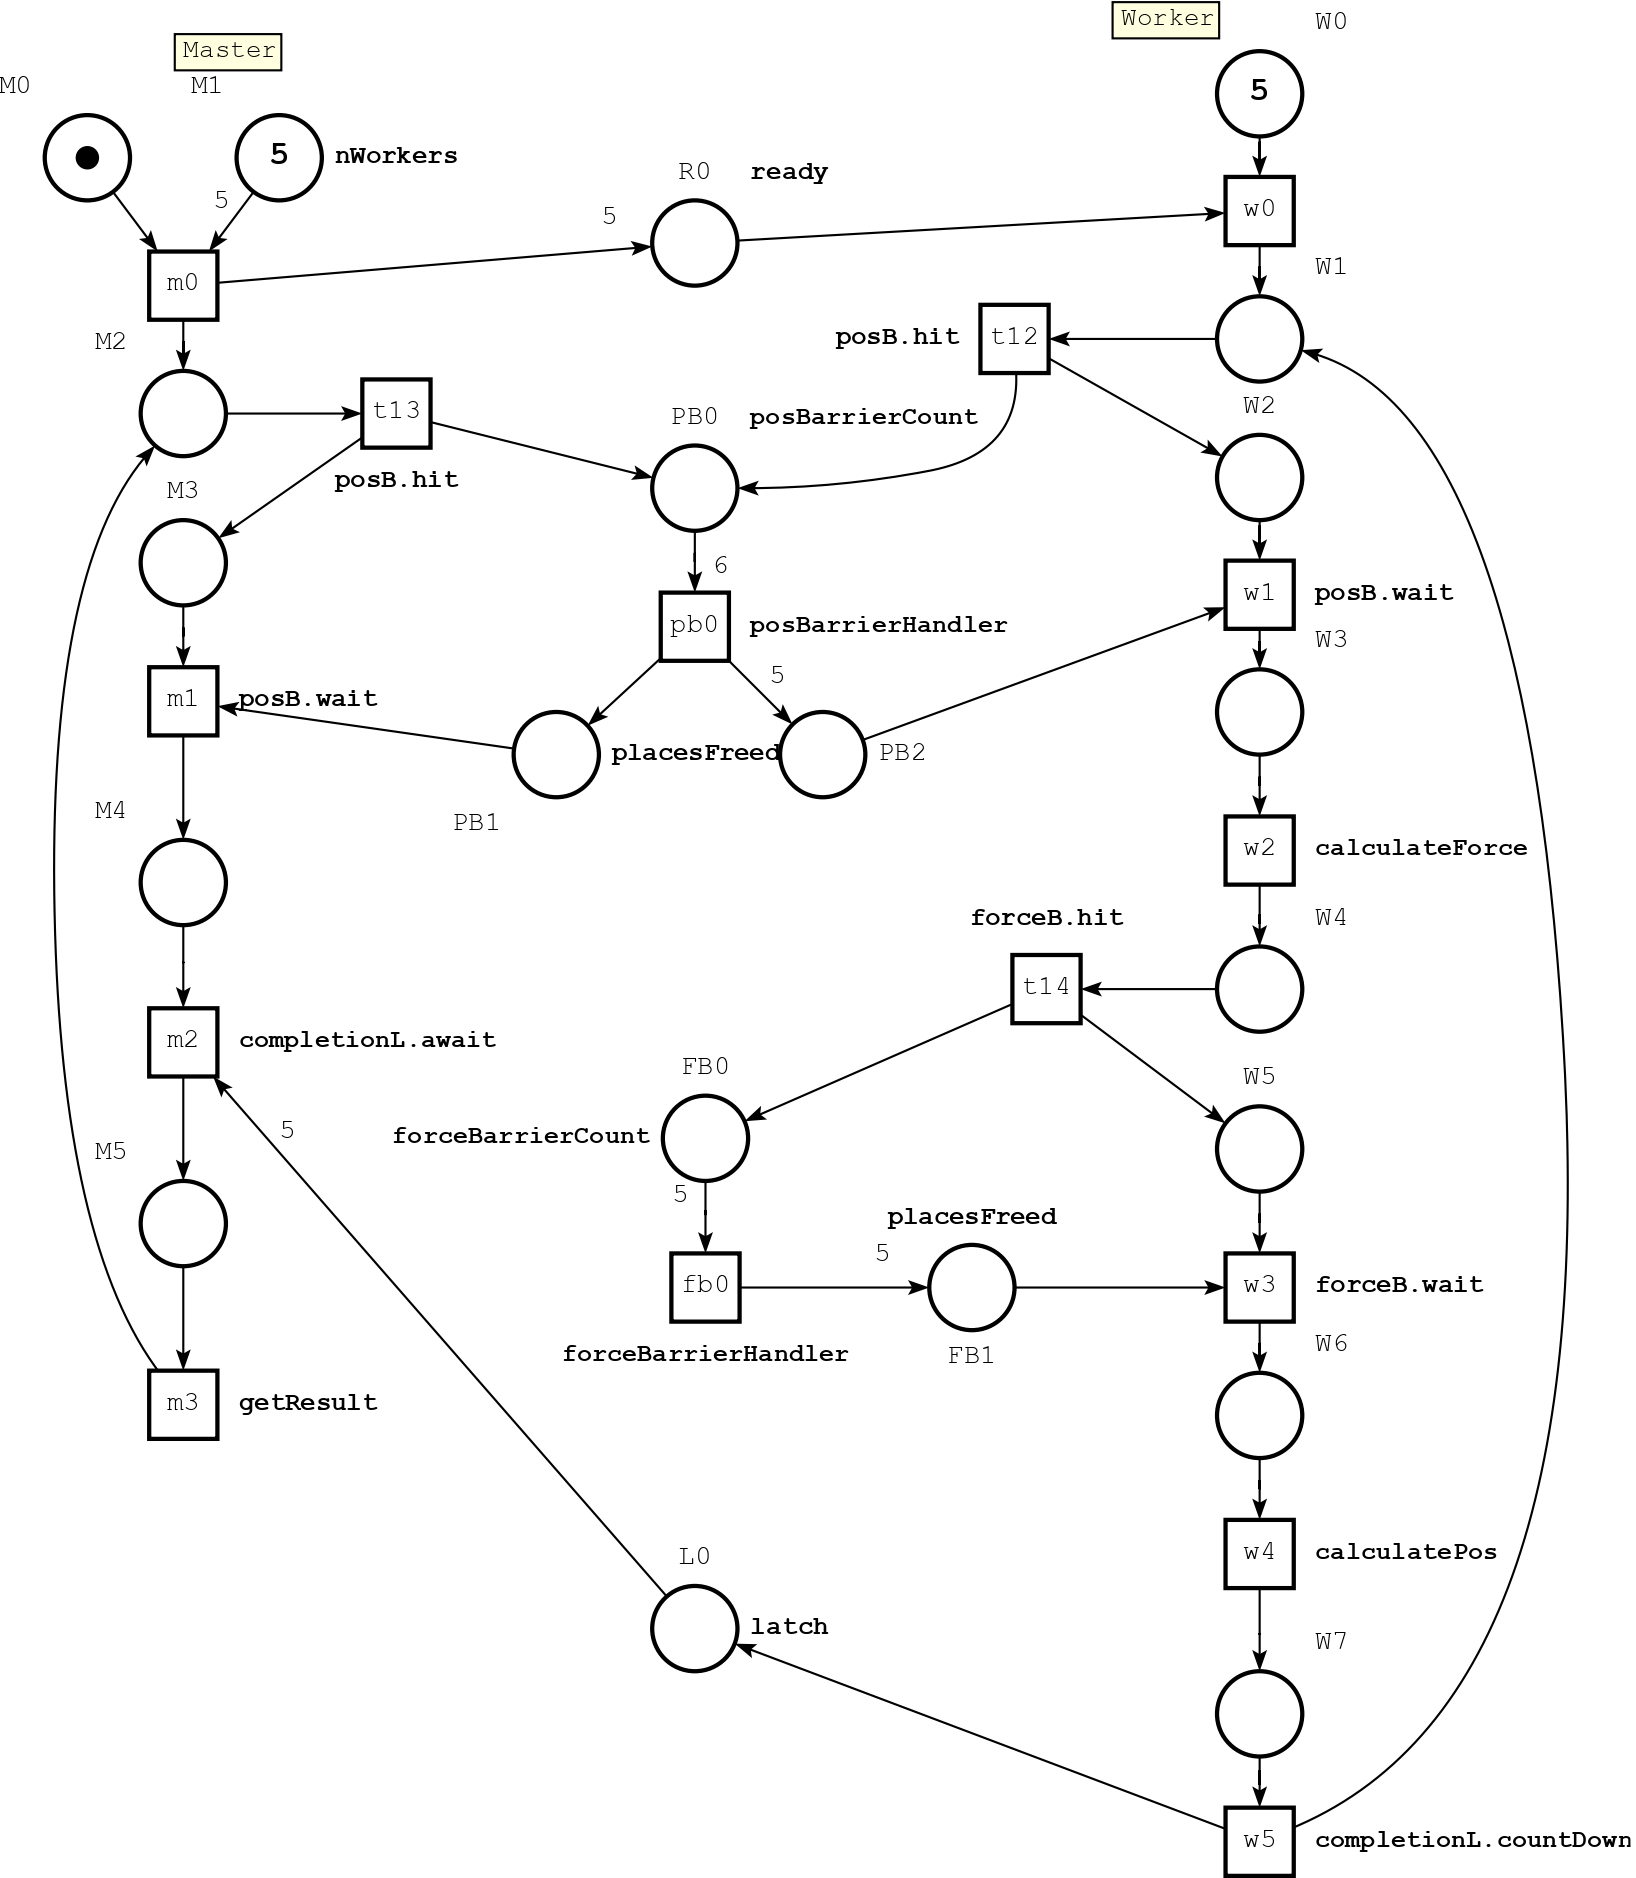 Worker
W0
Master
M0
M1
5
5
nWorkers
5
R0
ready
5
w0
m0
W1
M2
posB.hit
t12
t13
PB0
posBarrierCount
W2
posB.hit
M3
6
pb0
posBarrierHandler
w1
posB.wait
W3
5
m1
posB.wait
placesFreed
PB2
M4
PB1
w2
calculateForce
forceB.hit
W4
t14
m2
completionL.await
FB0
W5
5
forceBarrierCount
M5
5
placesFreed
5
fb0
w3
forceB.wait
forceBarrierHandler
FB1
W6
m3
getResult
L0
w4
calculatePos
latch
W7
w5
completionL.countDown